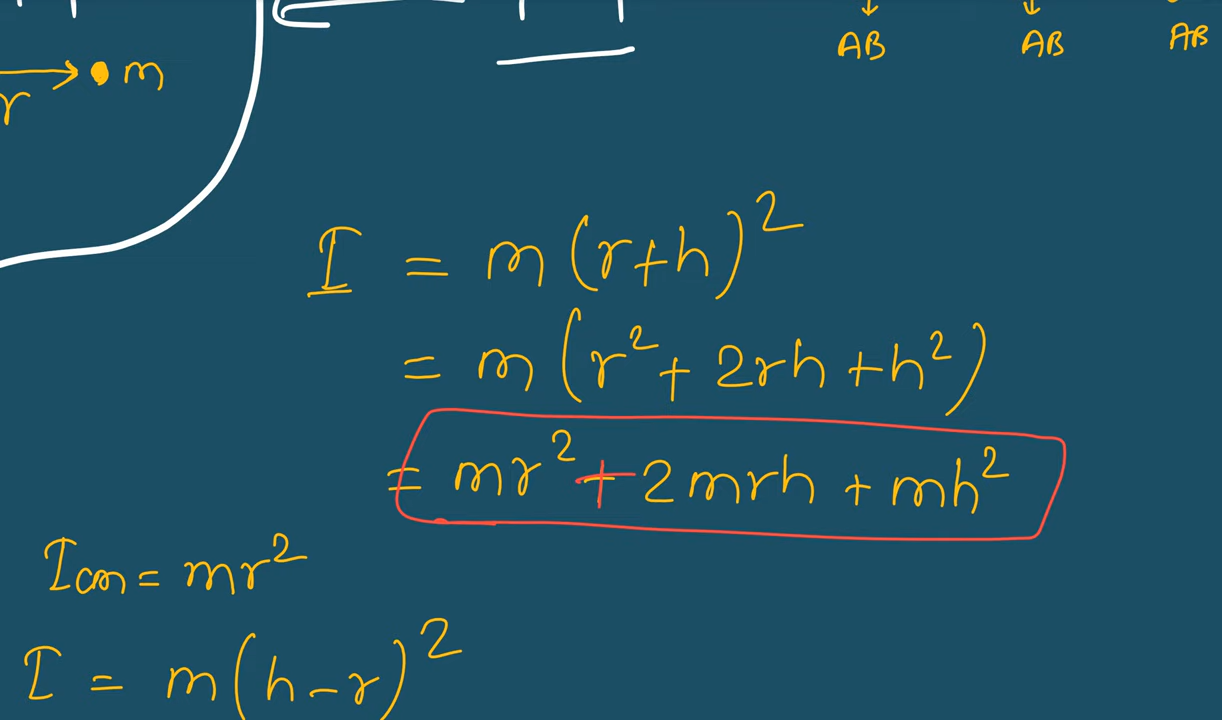 AB AB AB
m
r
I = m(r+h)²
= m(r² + 2rh + h²)
= mr² + 2mrh + mh²
Icm = mr²
I = m(h-r)²